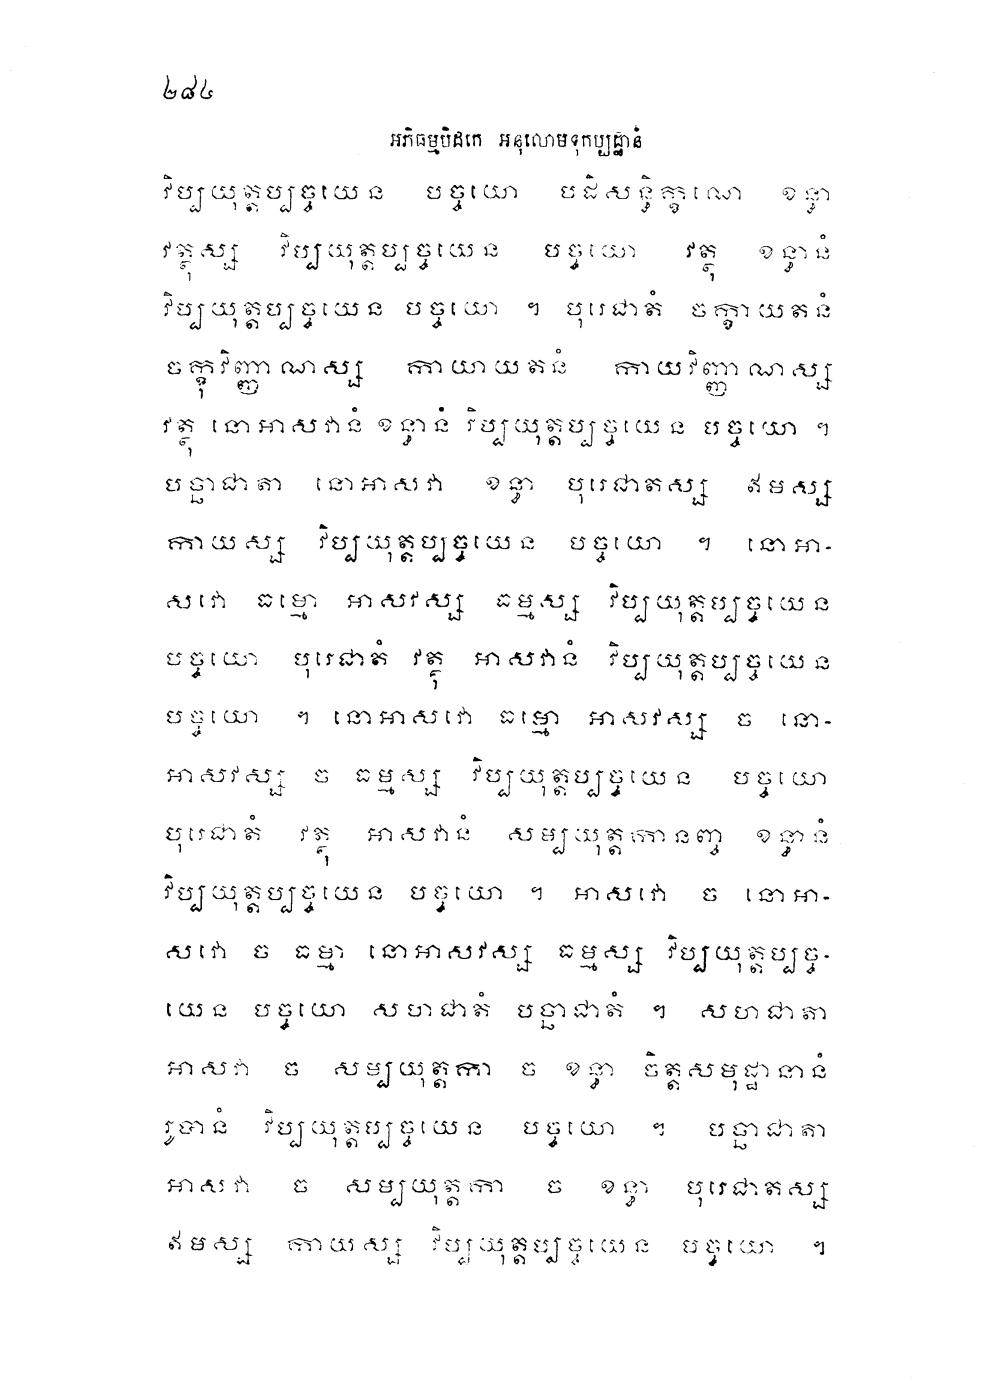 ២៨៤
អភិធម្មបិដកេ អនុលោមទុកប្បដ្ឋានំ
វិប្បយុត្តប្បច្ចយេន បច្ចយោ បដិសន្ធិក្ខណេ ខន្ធា
វត្ថុស្ស វិប្បយុត្តប្បច្ចយេន បច្ចយោ វត្ថុ ខន្ធានំ
វិប្បយុត្តប្បច្ចយេន បច្ចយោ ។ បុរេជាតំ ចក្ខាយតនំ
ចក្ខុវិញ្ញាណស្ស កាយាយតនំ កាយវិញ្ញាណស្ស
វត្ថុ នោអាសវានំ ខន្ធានំ វិប្បយុត្តប្បច្ចយេន បច្ចយោ ។
បច្ឆាជាតា នោអាសវា ខន្ធា បុរេជាតស្ស ឥមស្ស
កាយស្ស វិប្បយុត្តប្បច្ចយេន បច្ចយោ ។ នោអា-
សវោ ធម្មោ អាសវស្ស ធម្មស្ស វិប្បយុត្តប្បច្ចយេន
បច្ចយោ បុរេជាតំ វត្ថុ អាសវានំ វិប្បយុត្តប្បច្ចយេន
បច្ចយោ ។ នោអាសវោ ធម្មោ អាសវស្ស ច នោ-
អាសវស្ស ច ធម្មស្ស វិប្បយុត្តប្បច្ចយេន បច្ចយោ
បុរេជាតំ វត្ថុ អាសវានំ សម្បយុត្តកានញ្ច ខន្ធានំ
វិប្បយុត្តប្បច្ចយេន បច្ចយោ ។ អាសវោ ច នោអា-
សវោ ច ធម្មា នោអាសវស្ស ធម្មស្ស វិប្បយុត្តប្បច្ច-
យេន បច្ចយោ សហជាតំ បច្ឆាជាតំ ។ សហជាតា
អាសវា ច សម្បយុត្តកា ច ខន្ធា ចិត្តសមុដ្ឋានានំ
រូបានំ វិប្បយុត្តប្បច្ចយេន បច្ចយោ ។ បច្ឆាជាតា
អាសវា ច សម្បយុត្តកា ច ខន្ធា បុរេជាតស្ស
ឥមស្ស កាយស្ស វិប្បយុត្តប្បច្ចយេន បច្ចយោ ។